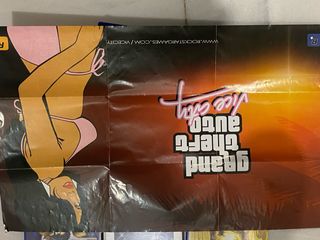 grand
theft
auto
Vice City
WWW.ROCKSTARGAMES.COM/VICECITY